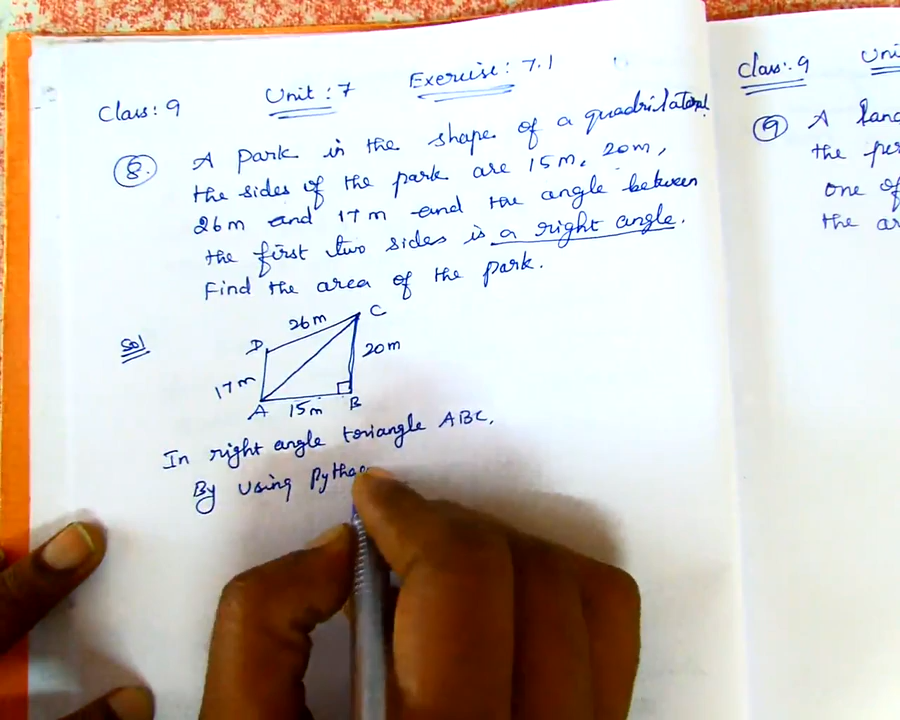 Class: 9 Unit: 7 Exercise: 7.1
8. A park in the shape of a quadrilateral
the sides of the park are 15m, 20m,
26m and 17m and the angle between
the first two sides is a right angle.
Find the area of the park.
Sol
26m
C
D
20m
17m
A 15m B
In right angle triangle ABC,
By using Pytha
Class: 9
9 A
the
one of
the